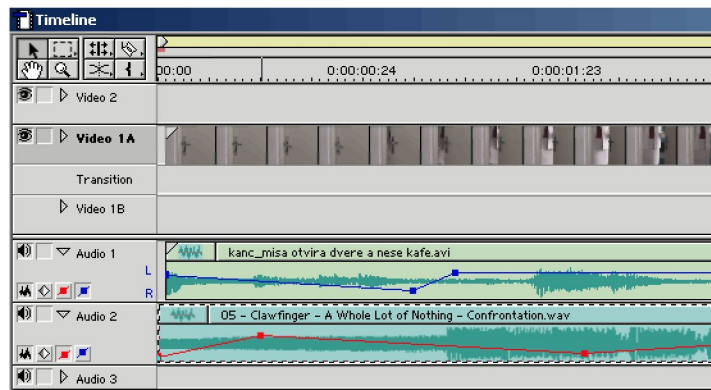 Timeline
00:00 0:00:00:24 0:00:01:23
Video 2
Video 1A
Transition
Video 1B
Audio 1
kanc_misa otvira dvere a nese kafe.avi
L
R
Audio 2
05 - Clawfinger - A Whole Lot of Nothing - Confrontation.wav
Audio 3